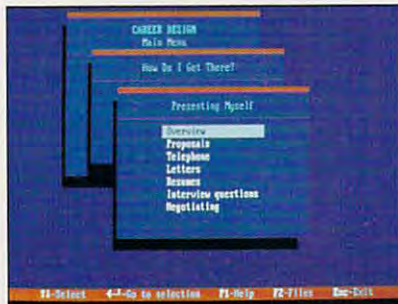 CAREER DESIGN
Main Menu
How Do I Get There?
Presenting Myself
Overview
Proposals
Telephone
Letters
Resumes
Interview questions
Negotiating
↑↓-Select ↵-Go to selection F1-Help F2-Files Esc-Exit